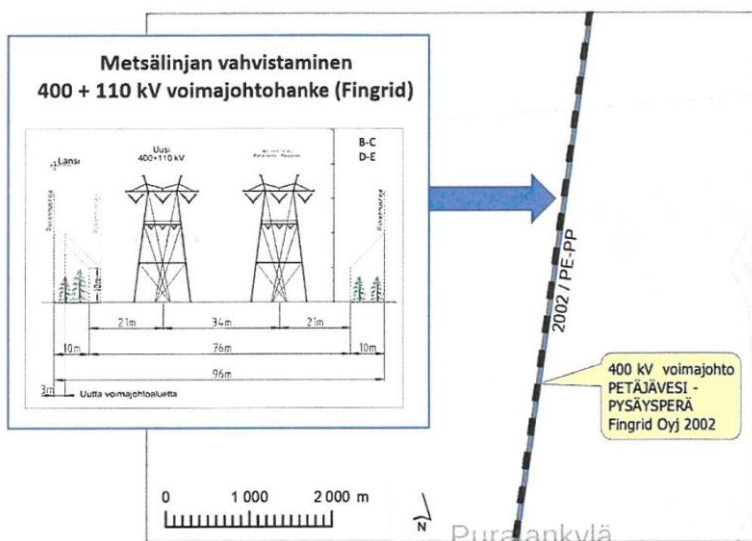 Metsälinjan vahvistaminen
400 + 110 kV voimajohtohanke (Fingrid)
Länsi
Uusi
400+110 kV
B-C
D-E
10m
21m
34m
21m
10m
76m
10m
96m
3m
Uutta voimajohtoaluetta
2002 / PE-PP
400 kV voimajohto
PETÄJÄVESI -
PYSÄYSPERÄ
Fingrid Oyj 2002
0 1 000 2 000 m
N